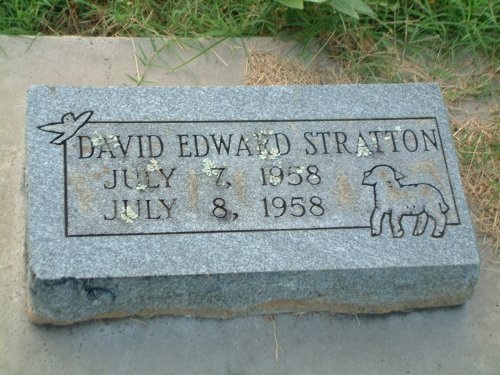 DAVID EDWARD STRATTON
JULY 7, 1958
JULY 8, 1958